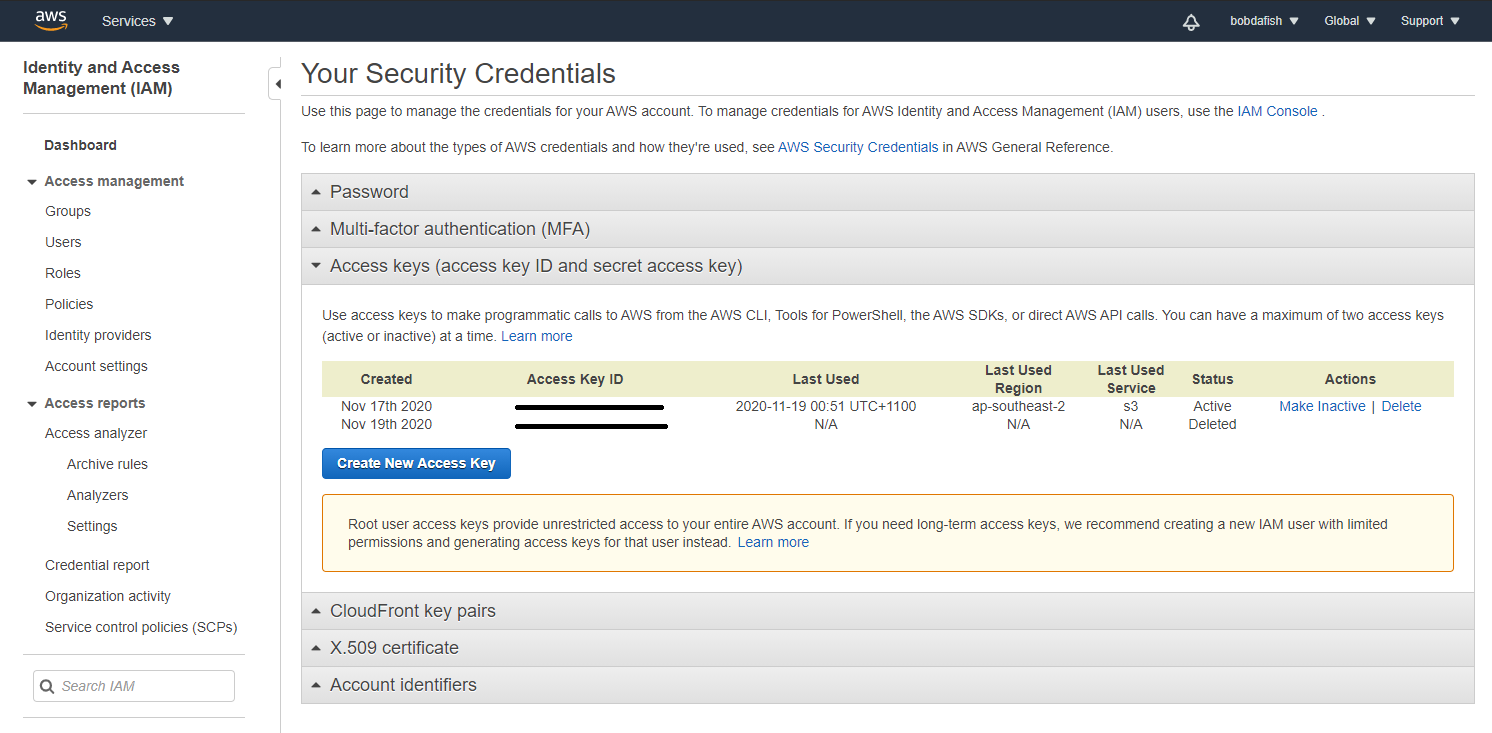 aws Services bobdafish Global Support
Identity and Access
Management (IAM)
Dashboard
Access management
Groups
Users
Roles
Policies
Identity providers
Account settings
Access reports
Access analyzer
Archive rules
Analyzers
Settings
Credential report
Organization activity
Service control policies (SCPs)
Search IAM
Your Security Credentials
Use this page to manage the credentials for your AWS account. To manage credentials for AWS Identity and Access Management (IAM) users, use the IAM Console .
To learn more about the types of AWS credentials and how they're used, see AWS Security Credentials in AWS General Reference.
Password
Multi-factor authentication (MFA)
Access keys (access key ID and secret access key)
Use access keys to make programmatic calls to AWS from the AWS CLI, Tools for PowerShell, the AWS SDKs, or direct AWS API calls. You can have a maximum of two access keys
(active or inactive) at a time. Learn more
Created Access Key ID Last Used Last Used Region Last Used Service Status Actions
Nov 17th 2020 2020-11-19 00:51 UTC+1100 ap-southeast-2 s3 Active Make Inactive | Delete
Nov 19th 2020 N/A N/A N/A Deleted
Create New Access Key
Root user access keys provide unrestricted access to your entire AWS account. If you need long-term access keys, we recommend creating a new IAM user with limited
permissions and generating access keys for that user instead. Learn more
CloudFront key pairs
X.509 certificate
Account identifiers